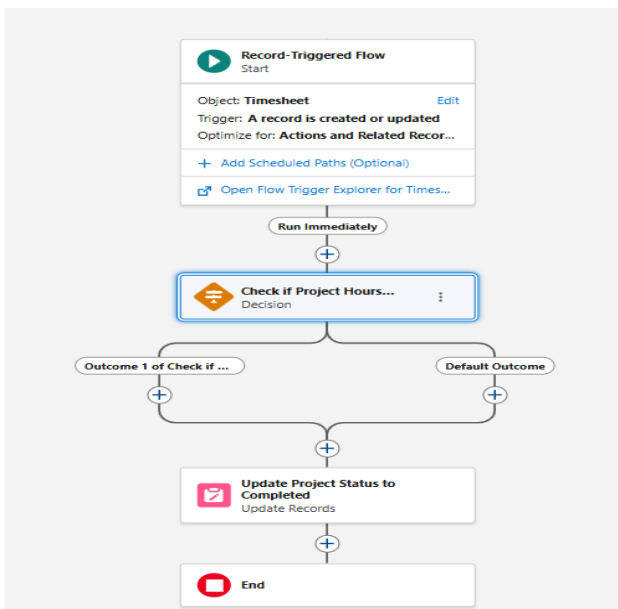 Record-Triggered Flow
Start
Object: Timesheet Edit
Trigger: A record is created or updated
Optimize for: Actions and Related Recor...
+ Add Scheduled Paths (Optional)
Open Flow Trigger Explorer for Times...
Run Immediately
Check if Project Hours...
Decision
Outcome 1 of Check if ... Default Outcome
Update Project Status to
Completed
Update Records
End